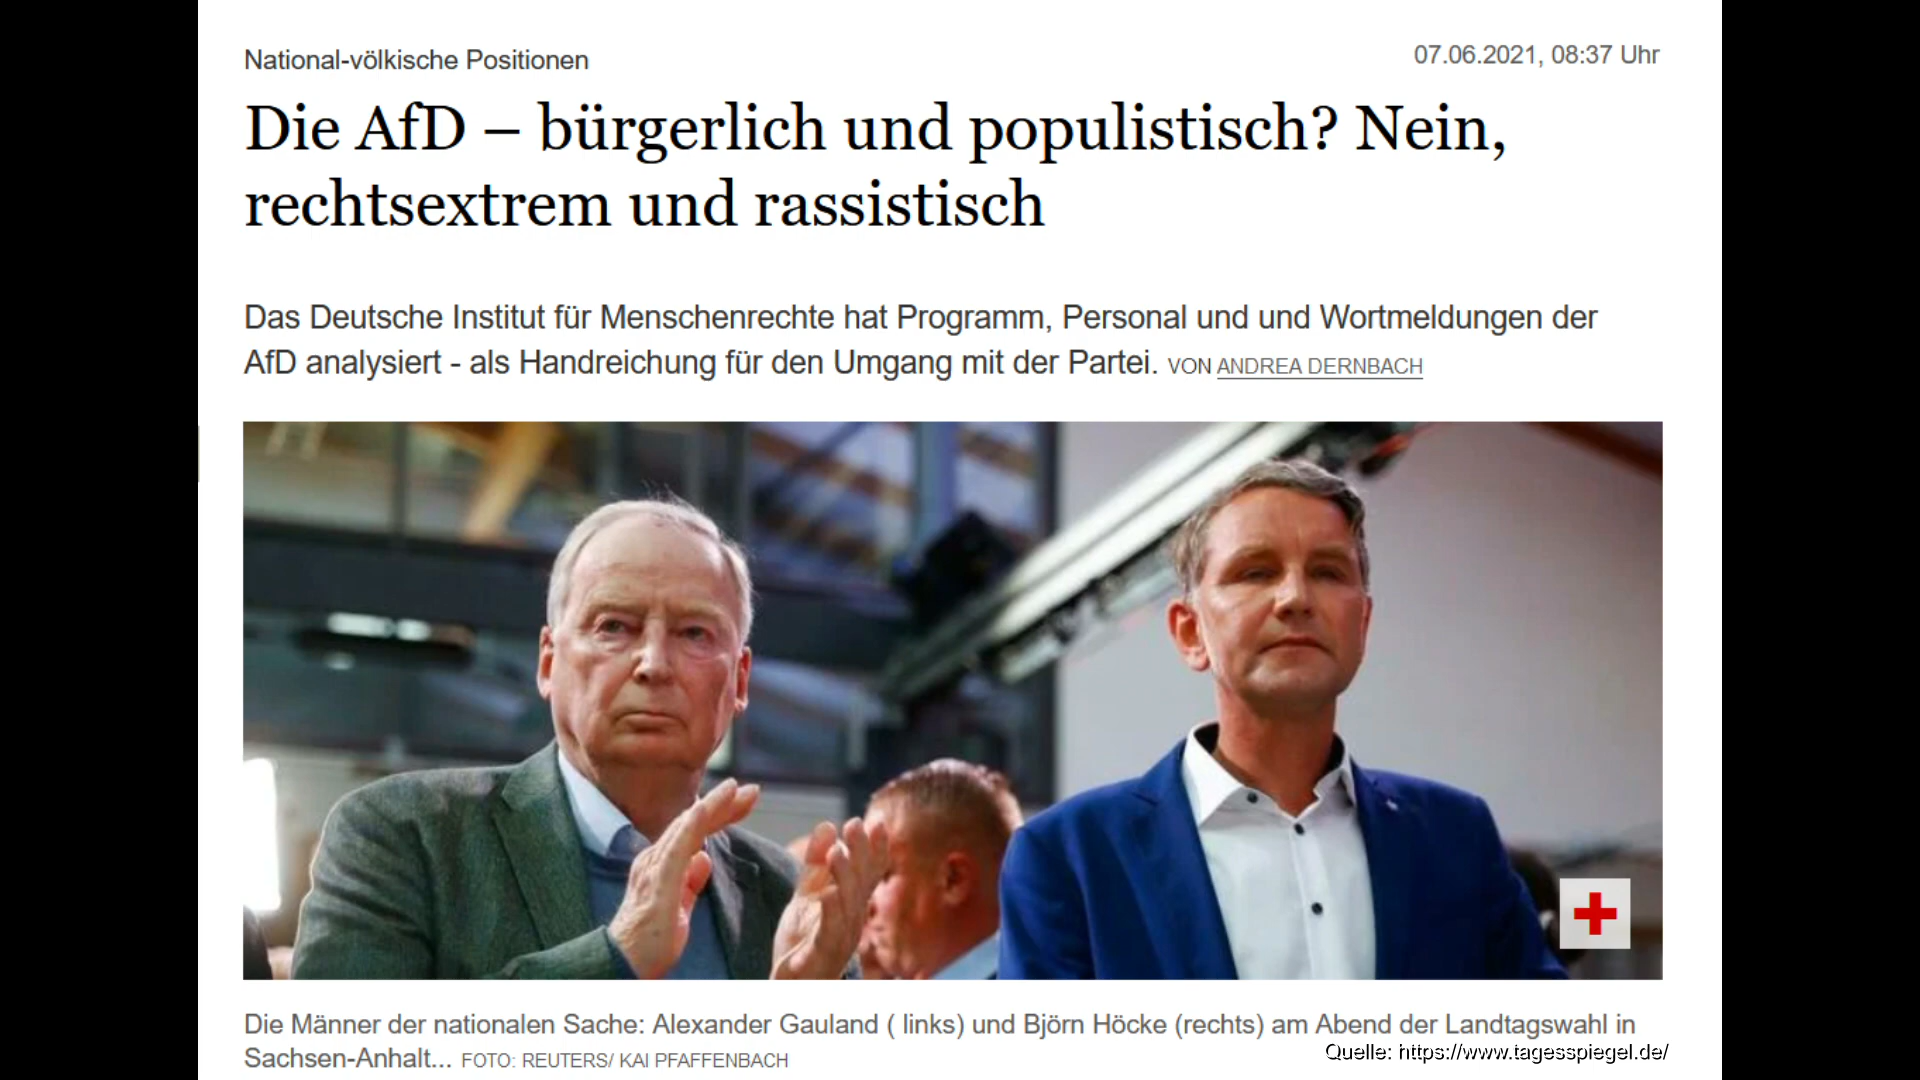 National-völkische Positionen
07.06.2021, 08:37 Uhr
Die AfD – bürgerlich und populistisch? Nein,
rechtsextrem und rassistisch
Das Deutsche Institut für Menschenrechte hat Programm, Personal und und Wortmeldungen der
AfD analysiert - als Handreichung für den Umgang mit der Partei. VON ANDREA DERNBACH
Die Männer der nationalen Sache: Alexander Gauland ( links) und Björn Höcke (rechts) am Abend der Landtagswahl in
Sachsen-Anhalt... FOTO: REUTERS/ KAI PFAFFENBACH
Quelle: https://www.tagesspiegel.de/